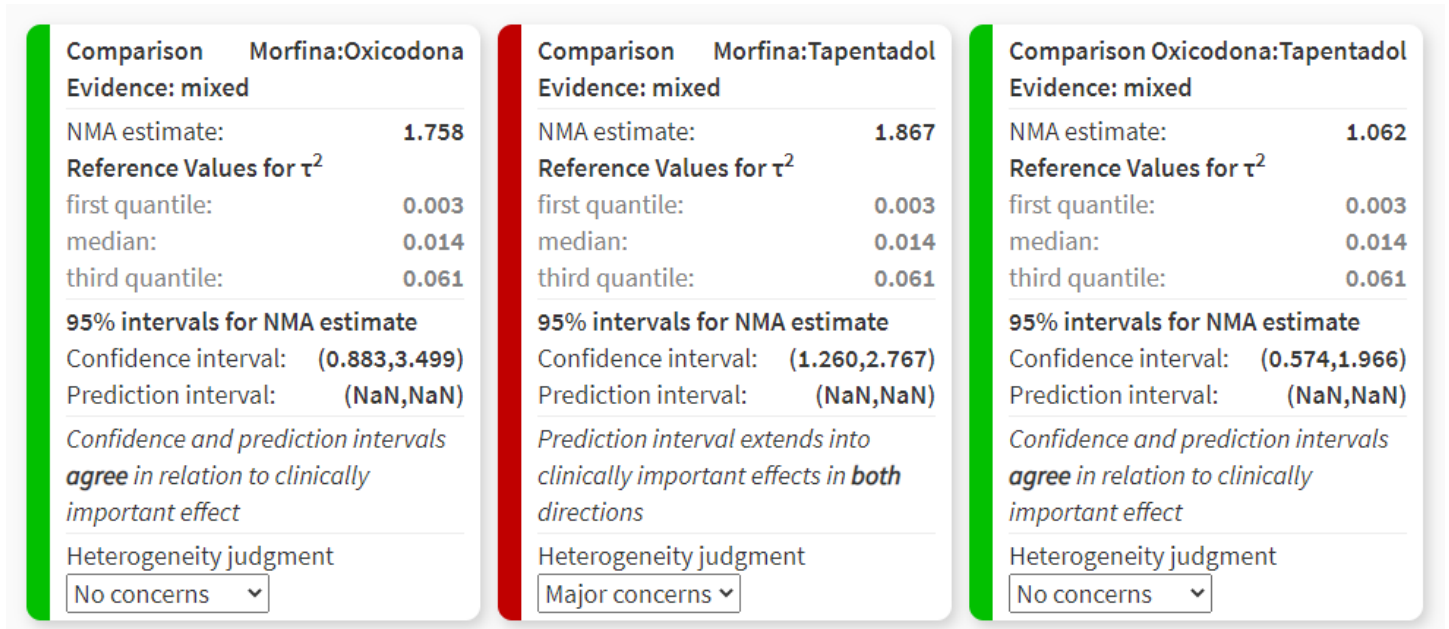 Comparison Morfina:Oxicodona
Evidence: mixed
NMA estimate: 1.758
Reference Values for τ²
first quantile: 0.003
median: 0.014
third quantile: 0.061
95% intervals for NMA estimate
Confidence interval: (0.883,3.499)
Prediction interval: (NaN,NaN)
Confidence and prediction intervals
agree in relation to clinically
important effect
Heterogeneity judgment
No concerns
Comparison Morfina:Tapentadol
Evidence: mixed
NMA estimate: 1.867
Reference Values for τ²
first quantile: 0.003
median: 0.014
third quantile: 0.061
95% intervals for NMA estimate
Confidence interval: (1.260,2.767)
Prediction interval: (NaN,NaN)
Prediction interval extends into
clinically important effects in both
directions
Heterogeneity judgment
Major concerns
Comparison Oxicodona:Tapentadol
Evidence: mixed
NMA estimate: 1.062
Reference Values for τ²
first quantile: 0.003
median: 0.014
third quantile: 0.061
95% intervals for NMA estimate
Confidence interval: (0.574,1.966)
Prediction interval: (NaN,NaN)
Confidence and prediction intervals
agree in relation to clinically
important effect
Heterogeneity judgment
No concerns